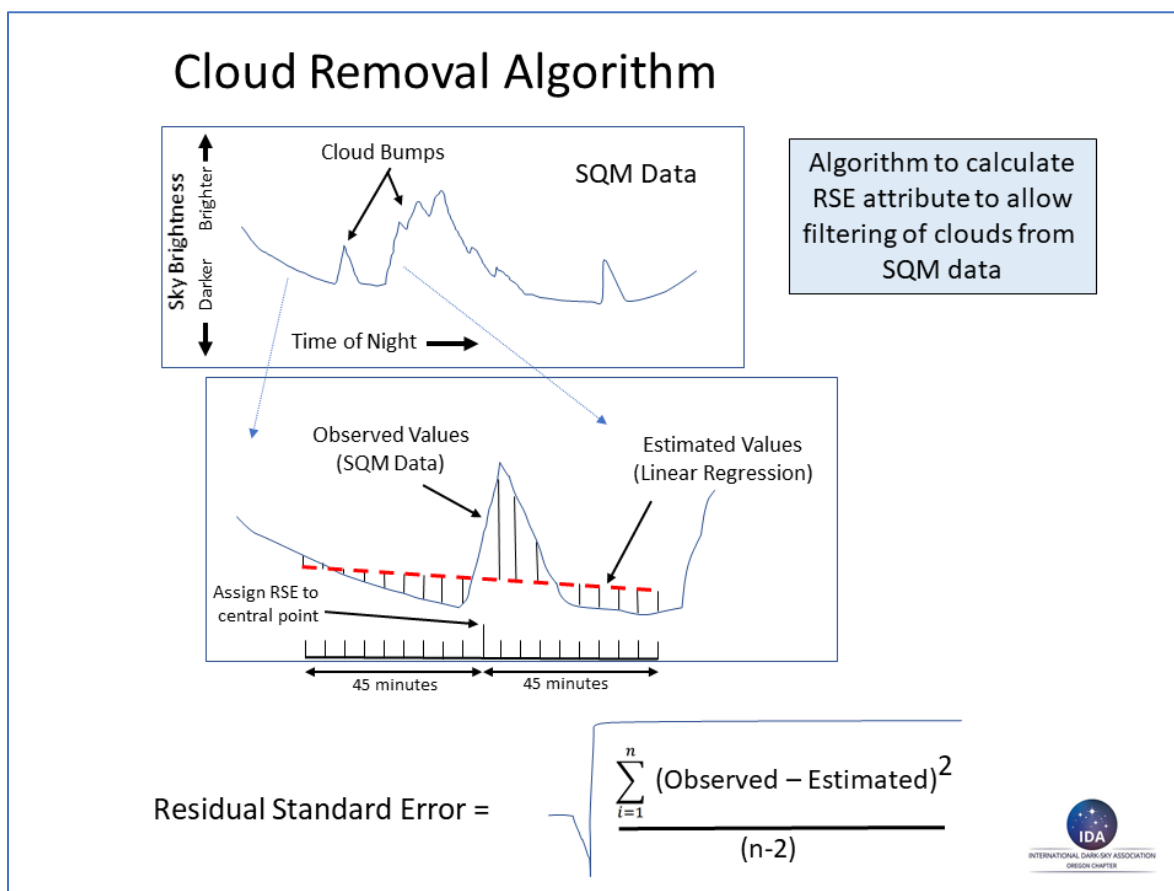 Cloud Removal Algorithm
Cloud Bumps
SQM Data
Sky Brightness
Darker Brighter
Time of Night
Algorithm to calculate
RSE attribute to allow
filtering of clouds from
SQM data
Observed Values
(SQM Data)
Estimated Values
(Linear Regression)
Assign RSE to
central point
45 minutes
45 minutes
Residual Standard Error =
n
∑ (Observed – Estimated)²
i=1
(n-2)
IDA
INTERNATIONAL DARK-SKY ASSOCIATION
OREGON CHAPTER